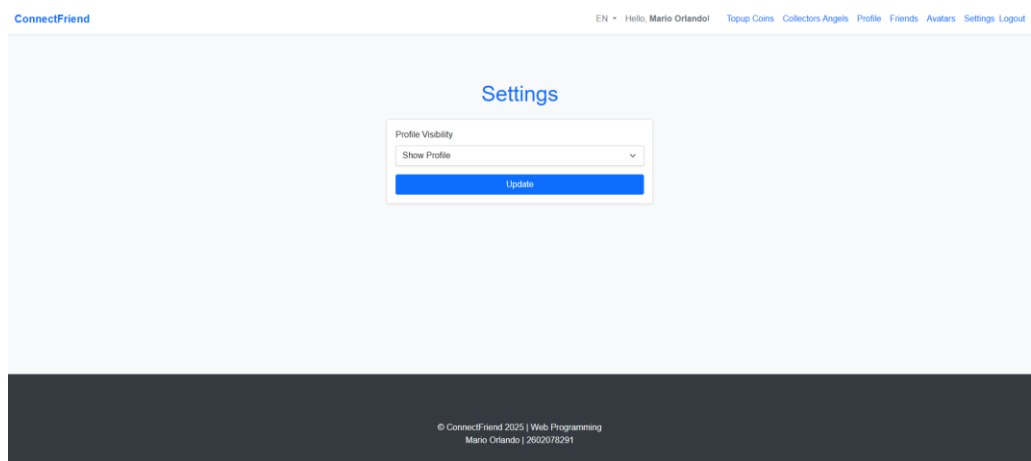 ConnectFriend EN Hello, Mario Orlando! Topup Coins Collectors Angels Profile Friends Avatars Settings Logout
Settings
Profile Visibility
Show Profile
Update
© ConnectFriend 2025 | Web Programming
Mario Orlando | 2602078291